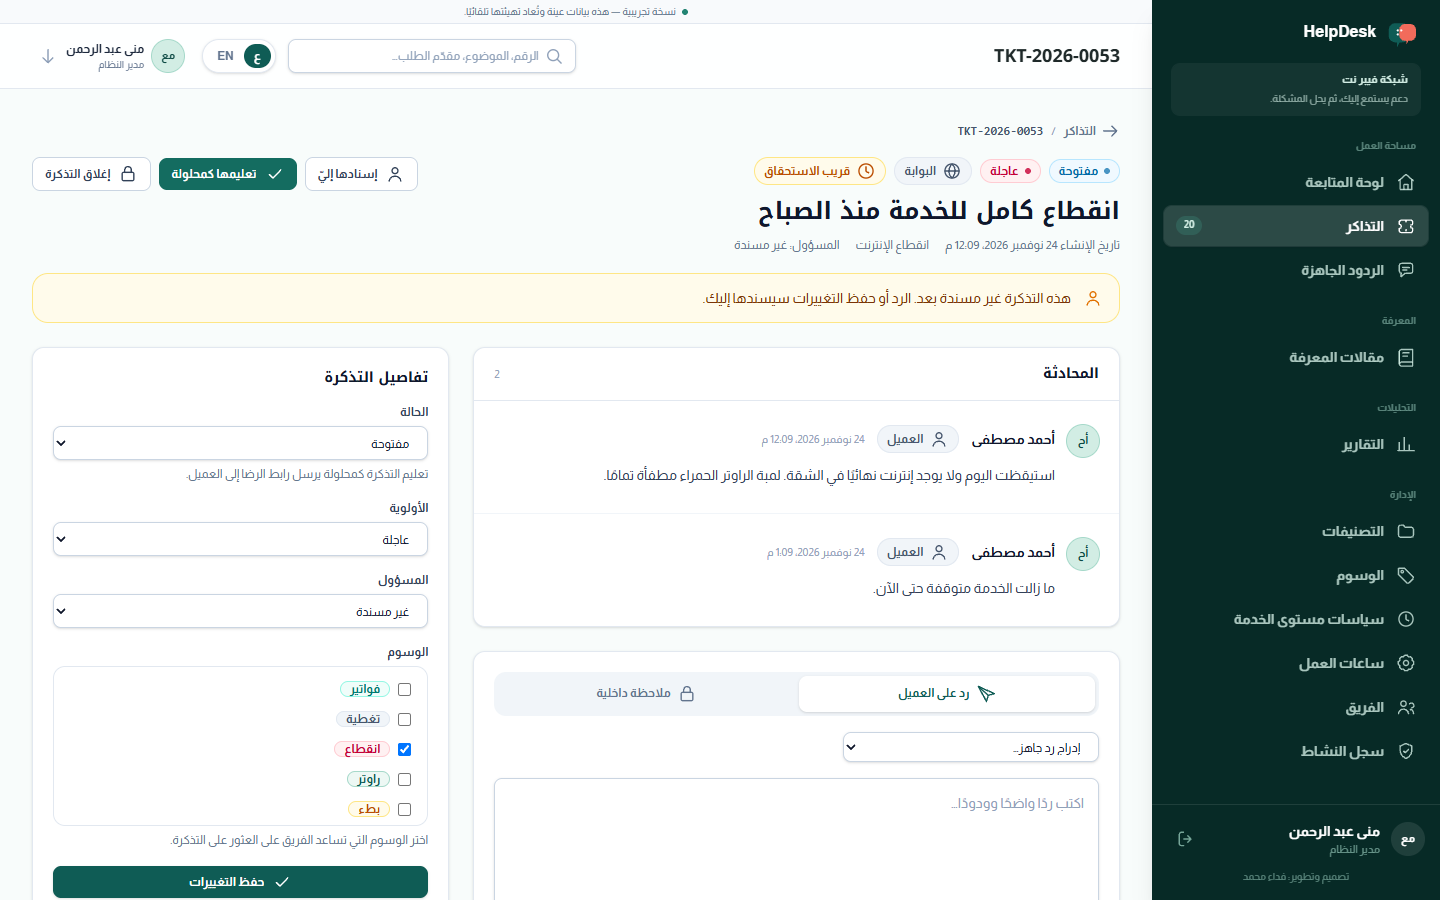 نسخة تجريبية — هذه بيانات عينة وتُعاد تهيئتها تلقائيًا.
HelpDesk
شبكة فيبر نت
دعم يستمع إليك، ثم يحل المشكلة.
مساحة العمل
لوحة المتابعة
التذاكر
20
الردود الجاهزة
المعرفة
مقالات المعرفة
التحليلات
التقارير
الإدارة
التصنيفات
الوسوم
سياسات مستوى الخدمة
ساعات العمل
الفريق
سجل النشاط
مع
منى عبد الرحمن
مدير النظام
تصميم وتطوير: فداء محمد
TKT-2026-0053
الرقم، الموضوع، مقدّم الطلب...
ع
EN
مع
منى عبد الرحمن
مدير النظام
التذاكر / TKT-2026-0053
مفتوحة
عاجلة
البوابة
قريب الاستحقاق
إسنادها إليّ
تعليمها كمحلولة
إغلاق التذكرة
انقطاع كامل للخدمة منذ الصباح
تاريخ الإنشاء 24 نوفمبر 2026، 12:09 م
انقطاع الإنترنت
المسؤول: غير مسندة
هذه التذكرة غير مسندة بعد. الرد أو حفظ التغييرات سيسندها إليك.
المحادثة
2
أح
أحمد مصطفى
العميل
24 نوفمبر 2026، 12:09 م
استيقظت اليوم ولا يوجد إنترنت نهائيًا في الشقة. لمبة الراوتر الحمراء مطفأة تمامًا.
أح
أحمد مصطفى
العميل
24 نوفمبر 2026، 1:09 م
ما زالت الخدمة متوقفة حتى الآن.
رد على العميل
ملاحظة داخلية
إدراج رد جاهز...
اكتب ردًا واضحًا وودودًا...
تفاصيل التذكرة
الحالة
مفتوحة
تعليم التذكرة كمحلولة يرسل رابط الرضا إلى العميل.
الأولوية
عاجلة
المسؤول
غير مسندة
الوسوم
فواتير
تغطية
انقطاع
راوتر
بطء
اختر الوسوم التي تساعد الفريق على العثور على التذكرة.
حفظ التغييرات